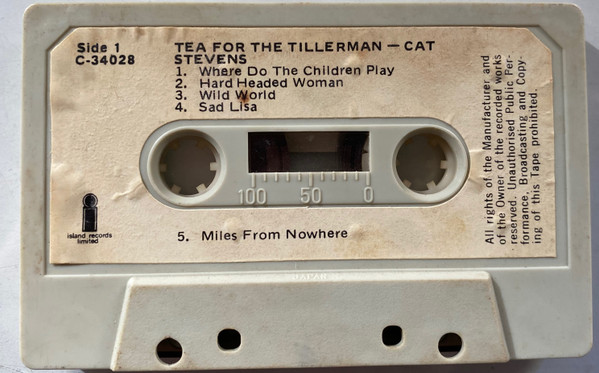 Side 1
C-34028
TEA FOR THE TILLERMAN — CAT
STEVENS
1. Where Do The Children Play
2. Hard Headed Woman
3. Wild World
4. Sad Lisa
100 50 0
5. Miles From Nowhere
island records
limited
All rights of the Manufacturer and
of the Owner of the recorded works
reserved. Unauthorised Public Per-
formance, Broadcasting and Copy-
ing of this Tape prohibited.